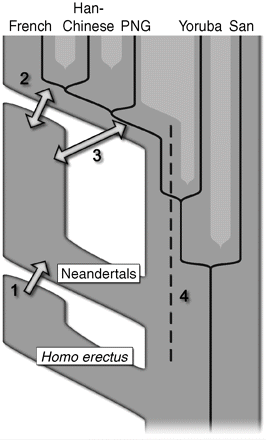 Han-
French Chinese PNG Yoruba San
2
3
Neandertals
1
4
Homo erectus